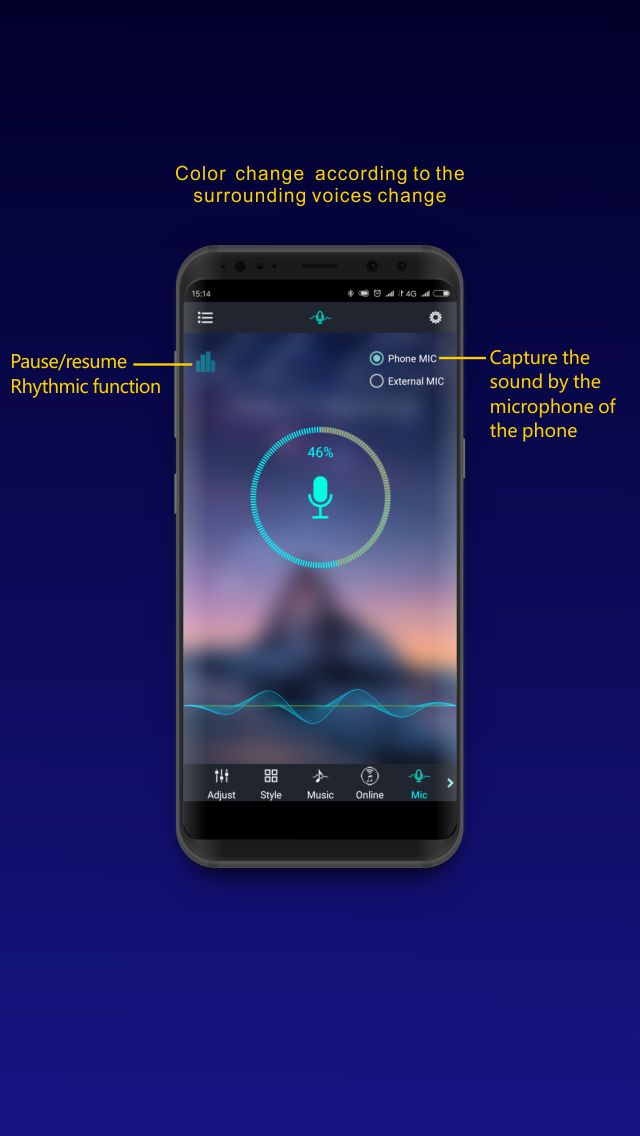 Color change according to the
surrounding voices change
15:14
4G
Pause/resume
Rhythmic function
Phone MIC
External MIC
Capture the
sound by the
microphone of
the phone
46%
Adjust Style Music Online Mic